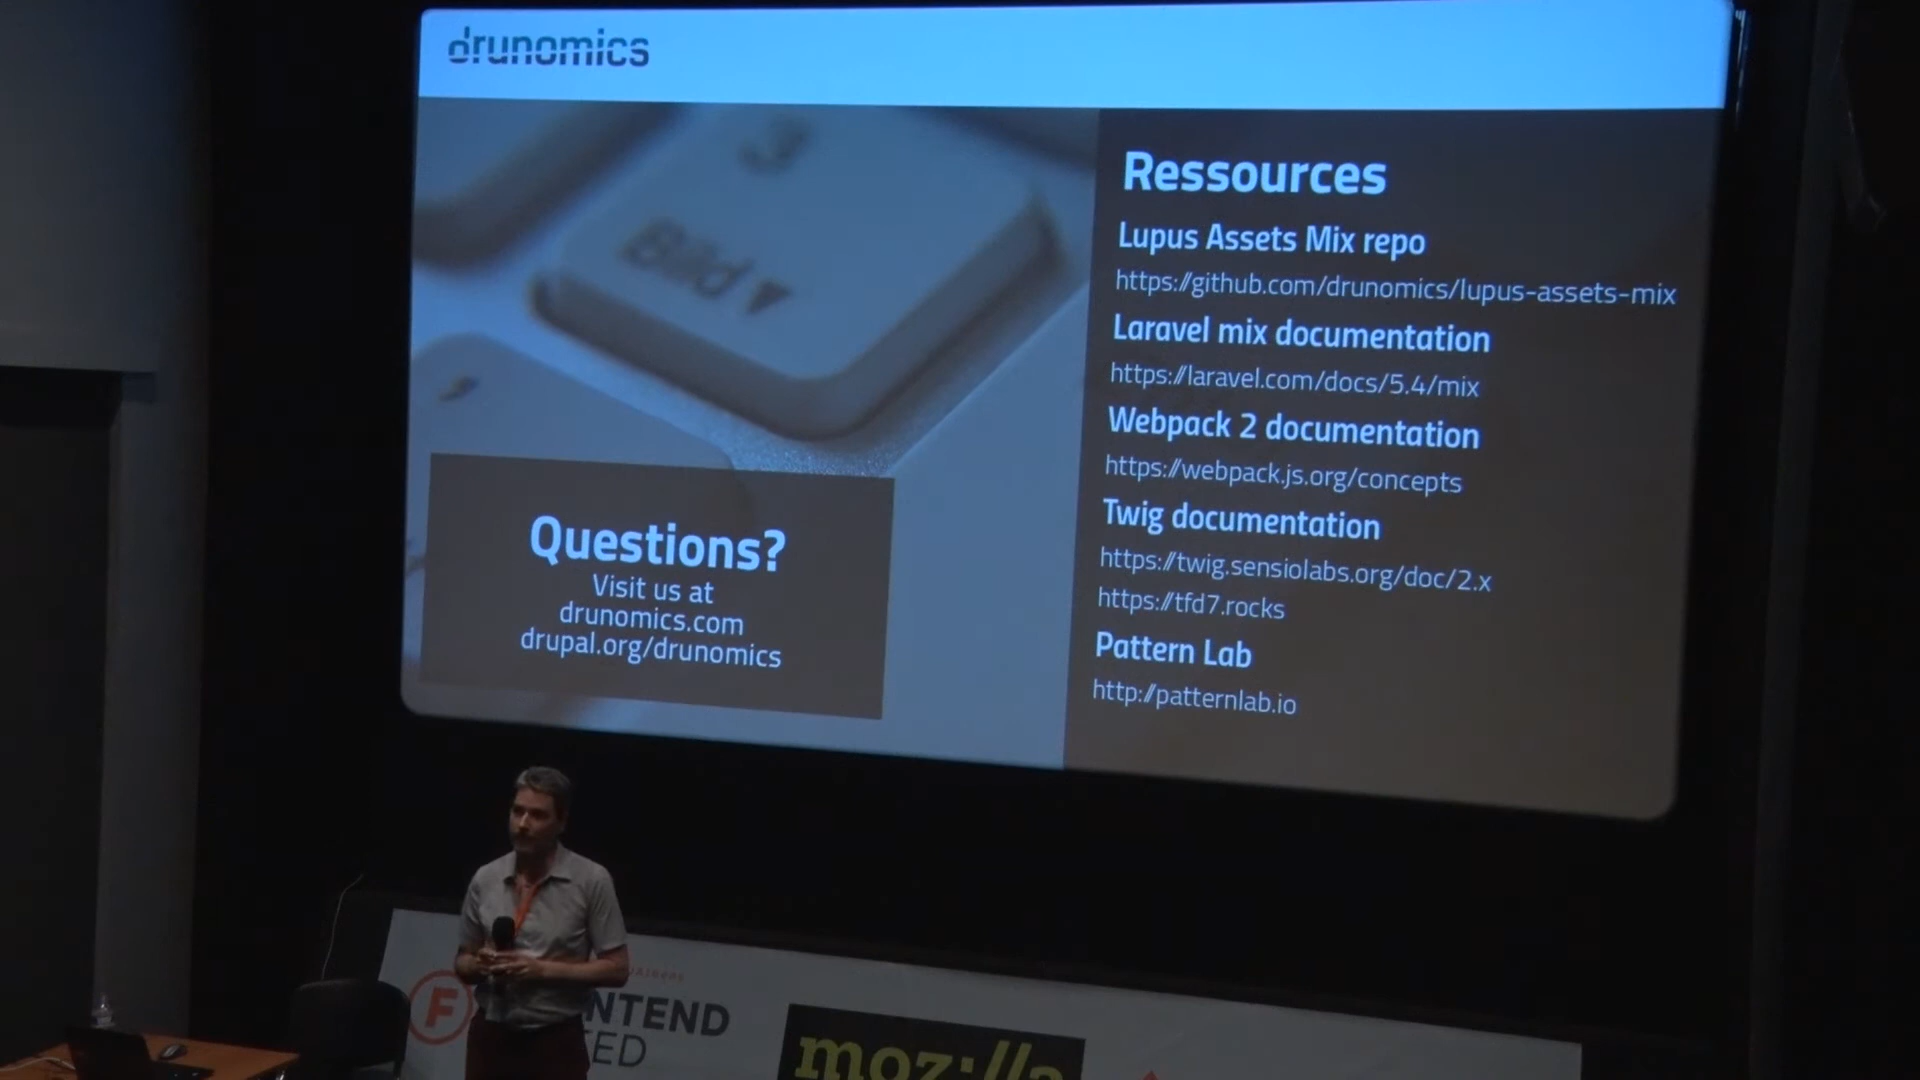 drunomics
3
Bild
Questions?
Visit us at
drunomics.com
drupal.org/drunomics
Ressources
Lupus Assets Mix repo
https://github.com/drunomics/lupus-assets-mix
Laravel mix documentation
https://laravel.com/docs/5.4/mix
Webpack 2 documentation
https://webpack.js.org/concepts
Twig documentation
https://twig.sensiolabs.org/doc/2.x
https://tfd7.rocks
Pattern Lab
http://patternlab.io
F
NTEND
ED
moz://a